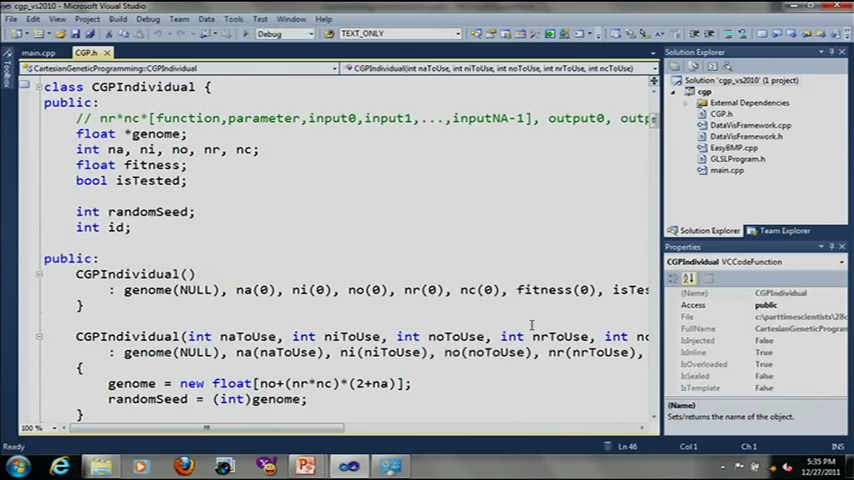 cgp_vs2010 - Microsoft Visual Studio
File Edit View Project Build Debug Team Data Tools Test Window Help
Debug TEXT_ONLY
main.cpp CGP.h
CartesianGeneticProgramming::CGPIndividual CGPIndividual(int naToUse, int niToUse, int noToUse, int nrToUse, int ncToUse)
Toolbox
class CGPIndividual {
public:
// nr*nc*[function,parameter,input0,input1,...,inputNA-1], output0, outp
float *genome;
int na, ni, no, nr, nc;
float fitness;
bool isTested;
int randomSeed;
int id;
public:
CGPIndividual()
: genome(NULL), na(0), ni(0), no(0), nr(0), nc(0), fitness(0), isTes
}
CGPIndividual(int naToUse, int niToUse, int noToUse, int nrToUse, int nc
: genome(NULL), na(naToUse), ni(niToUse), no(noToUse), nr(nrToUse),
{
genome = new float[no+(nr*nc)*(2+na)];
randomSeed = (int)genome;
}
100 %
Solution Explorer
Solution 'cgp_vs2010' (1 project)
cgp
External Dependencies
CGP.h
DataVisFramework.cpp
DataVisFramework.h
EasyBMP.cpp
GLSLProgram.h
main.cpp
Solution Explorer Team Explorer
Properties
CGPIndividual VCCodeFunction
(Name) CGPIndividual
Access public
File c:\parttimescientists\28c
FullName CartesianGeneticProgram
IsInjected False
IsInline True
IsOverloaded True
IsSealed False
IsTemplate False
(Name)
Sets/returns the name of the object.
Ready Ln 46 Col 1 Ch 1 INS
5:35 PM
12/27/2011